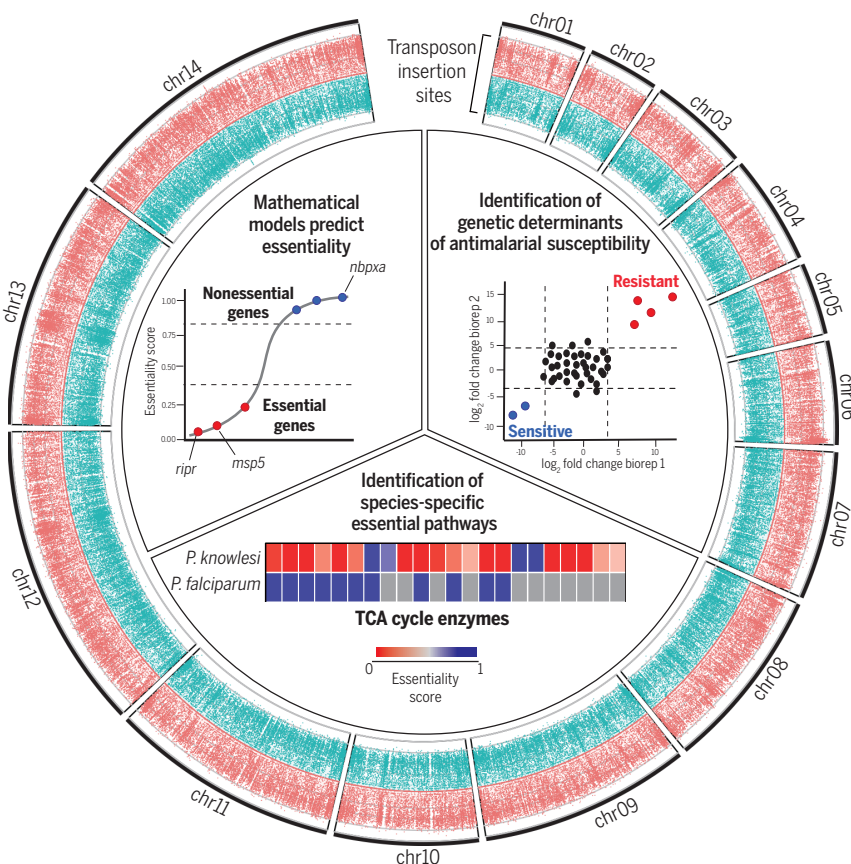 chr01
chr02
chr03
chr04
chr05
chr06
chr07
chr08
chr09
chr10
chr11
chr12
chr13
chr14
Transposon
insertion
sites
Mathematical
models predict
essentiality
nbpxa
Nonessential
genes
Essential
genes
Essentiality score
1.00
0.75
0.50
0.25
0.00
ripr
msp5
Identification of
genetic determinants
of antimalarial susceptibility
Resistant
Sensitive
log2 fold change biorep 2
15
10
5
0
-5
-10
-10 -5 0 5 10
log2 fold change biorep 1
Identification of
species-specific
essential pathways
P. knowlesi
P. falciparum
TCA cycle enzymes
0 1
Essentiality
score